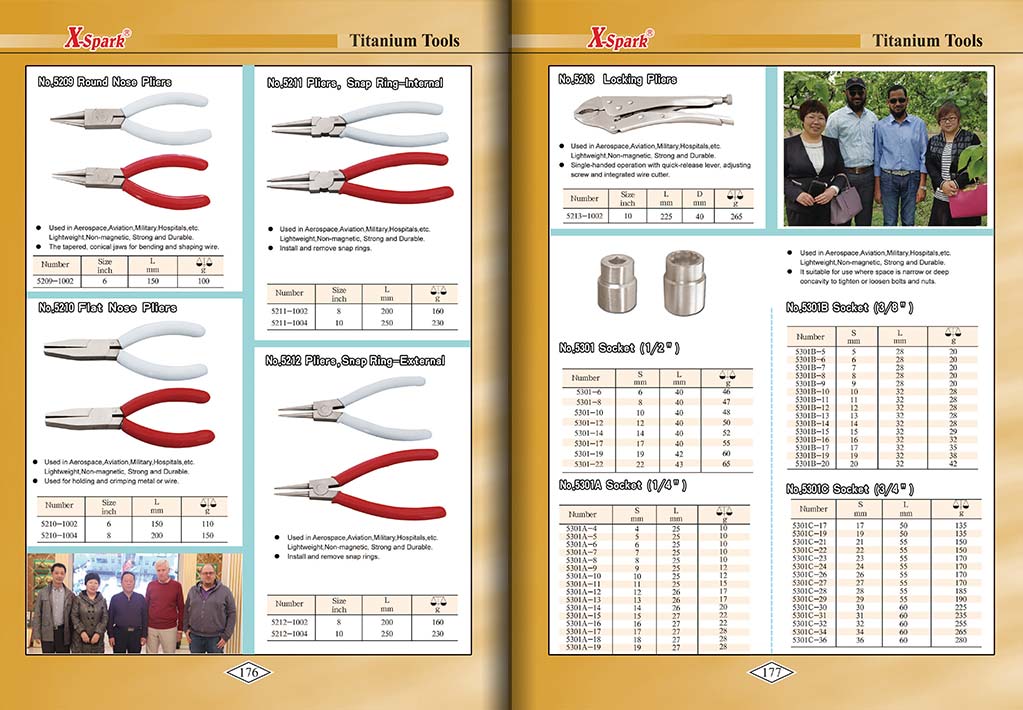 X-Spark®
Titanium Tools
No,5209 Round Nose Pliers
Used in Aerospace,Aviation,Military,Hospitals,etc.
Lightweight,Non-magnetic, Strong and Durable.
The tapered, conical jaws for bending and shaping wire.
Number Size inch L mm g
5209-1002 6 150 100
No,5210 Flat Nose Pliers
Used in Aerospace,Aviation,Military,Hospitals,etc.
Lightweight,Non-magnetic, Strong and Durable.
Used for holding and crimping metal or wire.
Number Size inch L mm g
5210-1002 6 150 110
5210-1004 8 200 150
No,5211 Pliers, Snap Ring-Internal
Used in Aerospace,Aviation,Military,Hospitals,etc.
Lightweight,Non-magnetic, Strong and Durable.
Install and remove snap rings.
Number Size inch L mm g
5211-1002 8 200 160
5211-1004 10 250 230
No,5212 Pliers,Snap Ring-External
Used in Aerospace,Aviation,Military,Hospitals,etc.
Lightweight,Non-magnetic, Strong and Durable.
Install and remove snap rings.
Number Size inch L mm g
5212-1002 8 200 160
5212-1004 10 250 230
176
X-Spark®
Titanium Tools
No,5213 Locking Pliers
Used in Aerospace,Aviation,Military,Hospitals,etc.
Lightweight,Non-magnetic, Strong and Durable.
Single-handed operation with quick-release lever, adjusting
screw and integrated wire cutter.
Number Size inch L mm D mm g
5213-1002 10 225 40 265
Used in Aerospace,Aviation,Military,Hospitals,etc.
Lightweight,Non-magnetic, Strong and Durable.
It suitable for use where space is narrow or deep
concavity to tighten or loosen bolts and nuts.
No,5301 Socket (1/2")
Number S mm L mm g
5301-6 6 40 46
5301-8 8 40 47
5301-10 10 40 48
5301-12 12 40 50
5301-14 14 40 52
5301-17 17 40 55
5301-19 19 42 60
5301-22 22 43 65
No,5301A Socket (1/4")
Number S mm L mm g
5301A-4 4 25 10
5301A-5 5 25 10
5301A-6 6 25 10
5301A-7 7 25 10
5301A-8 8 25 10
5301A-9 9 25 12
5301A-10 10 25 12
5301A-11 11 25 15
5301A-12 12 26 17
5301A-13 13 26 17
5301A-14 14 26 20
5301A-15 15 27 22
5301A-16 16 27 22
5301A-17 17 27 28
5301A-18 18 27 28
5301A-19 19 27 28
No,5301B Socket (3/8")
Number S mm L mm g
5301B-5 5 28 20
5301B-6 6 28 20
5301B-7 7 28 20
5301B-8 8 28 20
5301B-9 9 28 20
5301B-10 10 32 28
5301B-11 11 32 28
5301B-12 12 32 28
5301B-13 13 32 28
5301B-14 14 32 28
5301B-15 15 32 29
5301B-16 16 32 32
5301B-17 17 32 35
5301B-19 19 32 38
5301B-20 20 32 42
No,5301C Socket (3/4")
Number S mm L mm g
5301C-17 17 50 135
5301C-19 19 50 135
5301C-21 21 55 150
5301C-22 22 55 150
5301C-23 23 55 170
5301C-24 24 55 170
5301C-26 26 55 170
5301C-27 27 55 170
5301C-28 28 55 185
5301C-29 29 55 190
5301C-30 30 60 225
5301C-31 31 60 235
5301C-32 32 60 255
5301C-34 34 60 265
5301C-36 36 60 280
177